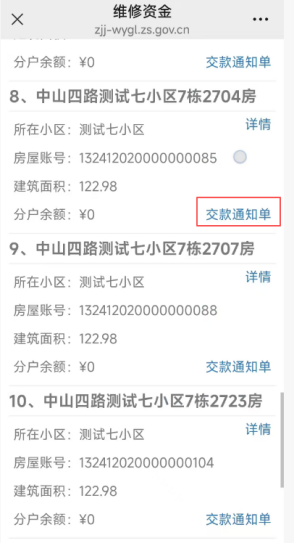 维修资金
zjj-wygl.zs.gov.cn
分户余额：¥0 交款通知单
8、中山四路测试七小区7栋2704房
所在小区：测试七小区 详情
房屋账号：132412020000000085
建筑面积：122.98
分户余额：¥0 交款通知单
9、中山四路测试七小区7栋2707房
所在小区：测试七小区 详情
房屋账号：132412020000000088
建筑面积：122.98
分户余额：¥0 交款通知单
10、中山四路测试七小区7栋2723房
所在小区：测试七小区 详情
房屋账号：132412020000000104
建筑面积：122.98
分户余额：¥0 交款通知单